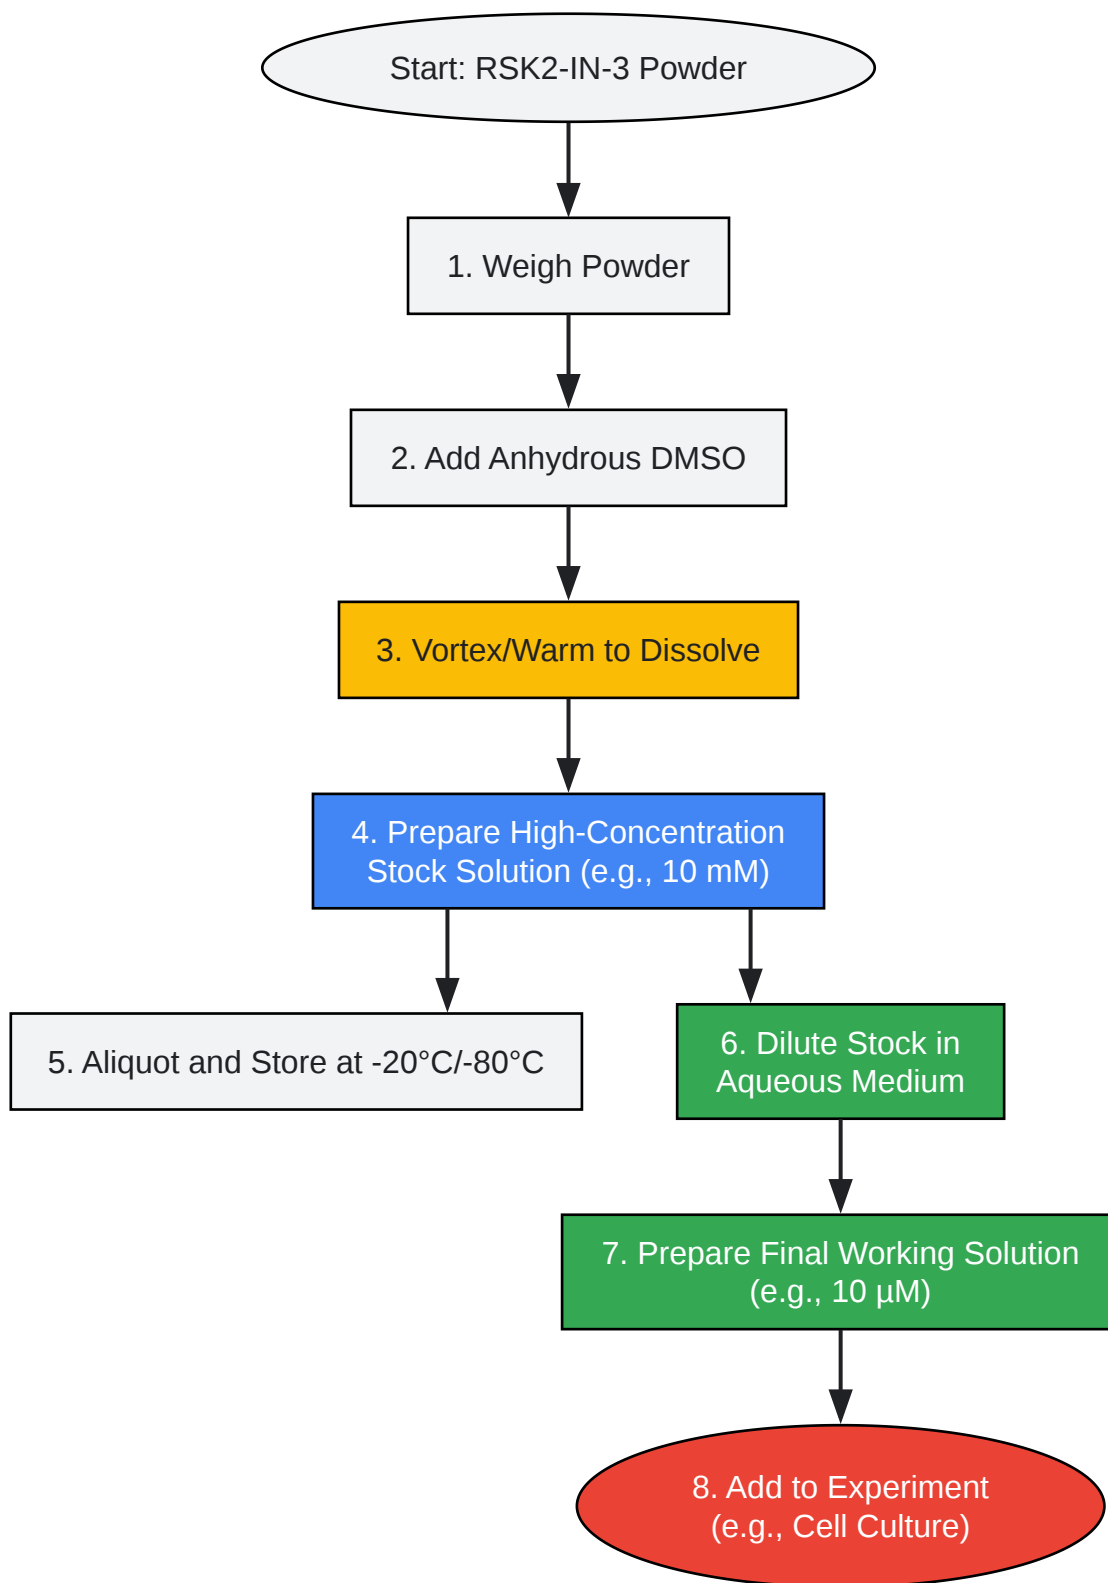 Start: RSK2-IN-3 Powder
1. Weigh Powder
2. Add Anhydrous DMSO
3. Vortex/Warm to Dissolve
4. Prepare High-Concentration
Stock Solution (e.g., 10 mM)
5. Aliquot and Store at -20°C/-80°C
6. Dilute Stock in
Aqueous Medium
7. Prepare Final Working Solution
(e.g., 10 µM)
8. Add to Experiment
(e.g., Cell Culture)